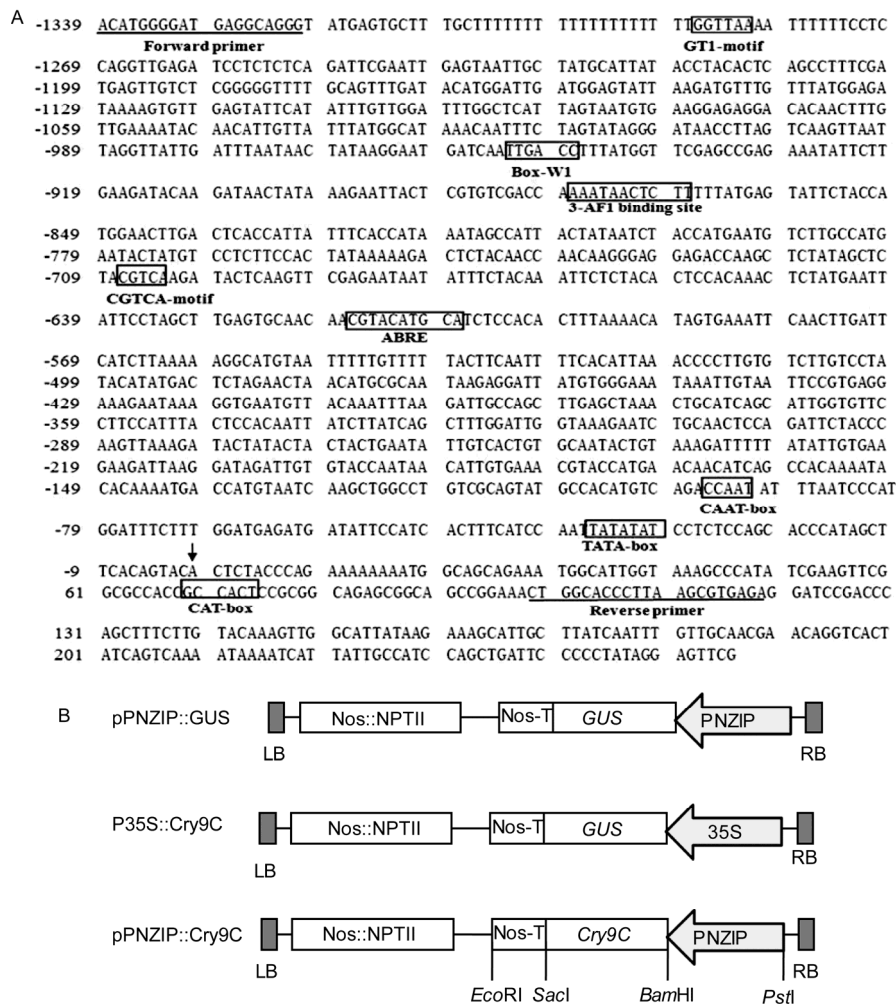 A
-1339 ACATGGGGAT GAGGCAGGGT ATGAGTGCTT TGCTTTTTTT TTTTTTTTTT TTGGTTAAAA TTTTTTCCTC
Forward primer GT1-motif
-1269 CAGGTTGAGA TCCTCTCTCA GATTCGAATT GAGTAATTGC TATGCATTAT ACCTACACTC AGCCTTTCGA
-1199 TGAGTTGTCT CGGGGGTTTT GCAGTTTGAT ACATGGATTG ATGGAGTATT AAGATGTTTG TTTATGGAGA
-1129 TAAAAGTGTT GAGTATTCAT ATTTGTTGGA TTTGGCTCAT TAGTAATGTG AAGGAGAGGA CACAACTTTG
-1059 TTGAAAATAC AACATTGTTA TTTATGGCAT AAACAATTTC TAGTATAGGG ATAACCTTAG TCAAGTTAAT
-989 TAGGTTATTG ATTTAATAAC TATAAGGAAT GATCAATTGA CCTTTATGGT TCGAGCCGAG AAATATTCTT
Box-W1
-919 GAAGATACAA GATAACTATA AAGAATTACT CGTGTCGACC AAAATAACTC TTTTTATGAG TATTCTACCA
3-AF1 binding site
-849 TGGAACTTGA CTCACCATTA TTTCACCATA AATAGCCATT ACTATAATCT ACCATGAATG TCTTGCCATG
-779 AATACTATGT CCTCTTCCAC TATAAAAAGA CTCTACAACC AACAAGGGAG GAGACCAAGC TCTATAGCTC
-709 TACGTCAAGA TACTCAAGTT CGAGAATAAT ATTTCTACAA ATTCTCTACA CTCCACAAAC TCTATGAATT
CGTCA-motif
-639 ATTCCTAGCT TGAGTGCAAC AACGTACATG CATCTCCACA CTTTAAAACA TAGTGAAATT CAACTTGATT
ABRE
-569 CATCTTAAAA AAGGCATGTAA TTTTTGTTTT TACTTCAATT TTCACATTAA ACCCCTTGTG TCTTGTCCTA
-499 TACATATGAC TCTAGAACTA ACATGCGCAA TAAGAGGATT ATGTGGGAAA TAAATTGTAA TTCCGTGAGG
-429 AAAGAATAAA GGTGAATGTT ACAAATTTAA GATTGCCAGC TTGAGCTAAA CTGCATCAGC ATTGGTGTTC
-359 CTTCCATTTA CTCCACAATT ATCTTATCAG CTTTGGATTG GTAAAGAATC TGCAACTCCA GATTCTACCC
-289 AAGTTAAAGA TACTATACTA CTACTGAATA TTGTCACTGT GCAATACTGT AAAGATTTTT ATATTGTGAA
-219 GAAGATTAAG GATAGATTGT GTACCAATAA CATTGTGAAA CGTACCATGA ACAACATCAG CCACAAAATA
-149 CACAAAATGA CCATGTAATC AAGCTGGCCT GTCGCAGTAT GCCACATGTC AGACCAATAT TTAATCCCAT
CAAT-box
-79 GGATTTCTTT GGATGAGATG ATATTCCATC ACTTTCATCC AATTATATAT CCTCTCCAGC ACCCATAGCT
TATA-box
-9 TCACAGTACA CTCTACCCAG AAAAAAAATG GGCAGCAGAA TGGCATTGGT AAAGCCCATA TCGAAGTTCG
61 GCGCCACCGC CACTCCGCGG CAGAGCGGCA GCCGGAAACT GGCACCCTTA AGCGTGAGAG GATCCGACCC
CAT-box Reverse primer
131 AGCTTTCTTG TACAAAGTTG GCATTATAAG AAAGCATTGC TTATCAATTT GTTGCAACGA ACAGGTCACT
201 ATCAGTCAAA ATAAAATCAT TATTGCCATC CAGCTGATTC CCCCCTATAGG AGTTCG
B
pPNZIP::GUS Nos::NPTII Nos-T GUS PNZIP
LB RB
P35S::Cry9C Nos::NPTII Nos-T GUS 35S
LB RB
pPNZIP::Cry9C Nos::NPTII Nos-T Cry9C PNZIP
LB RB
EcoRI SacI BamHI PstI